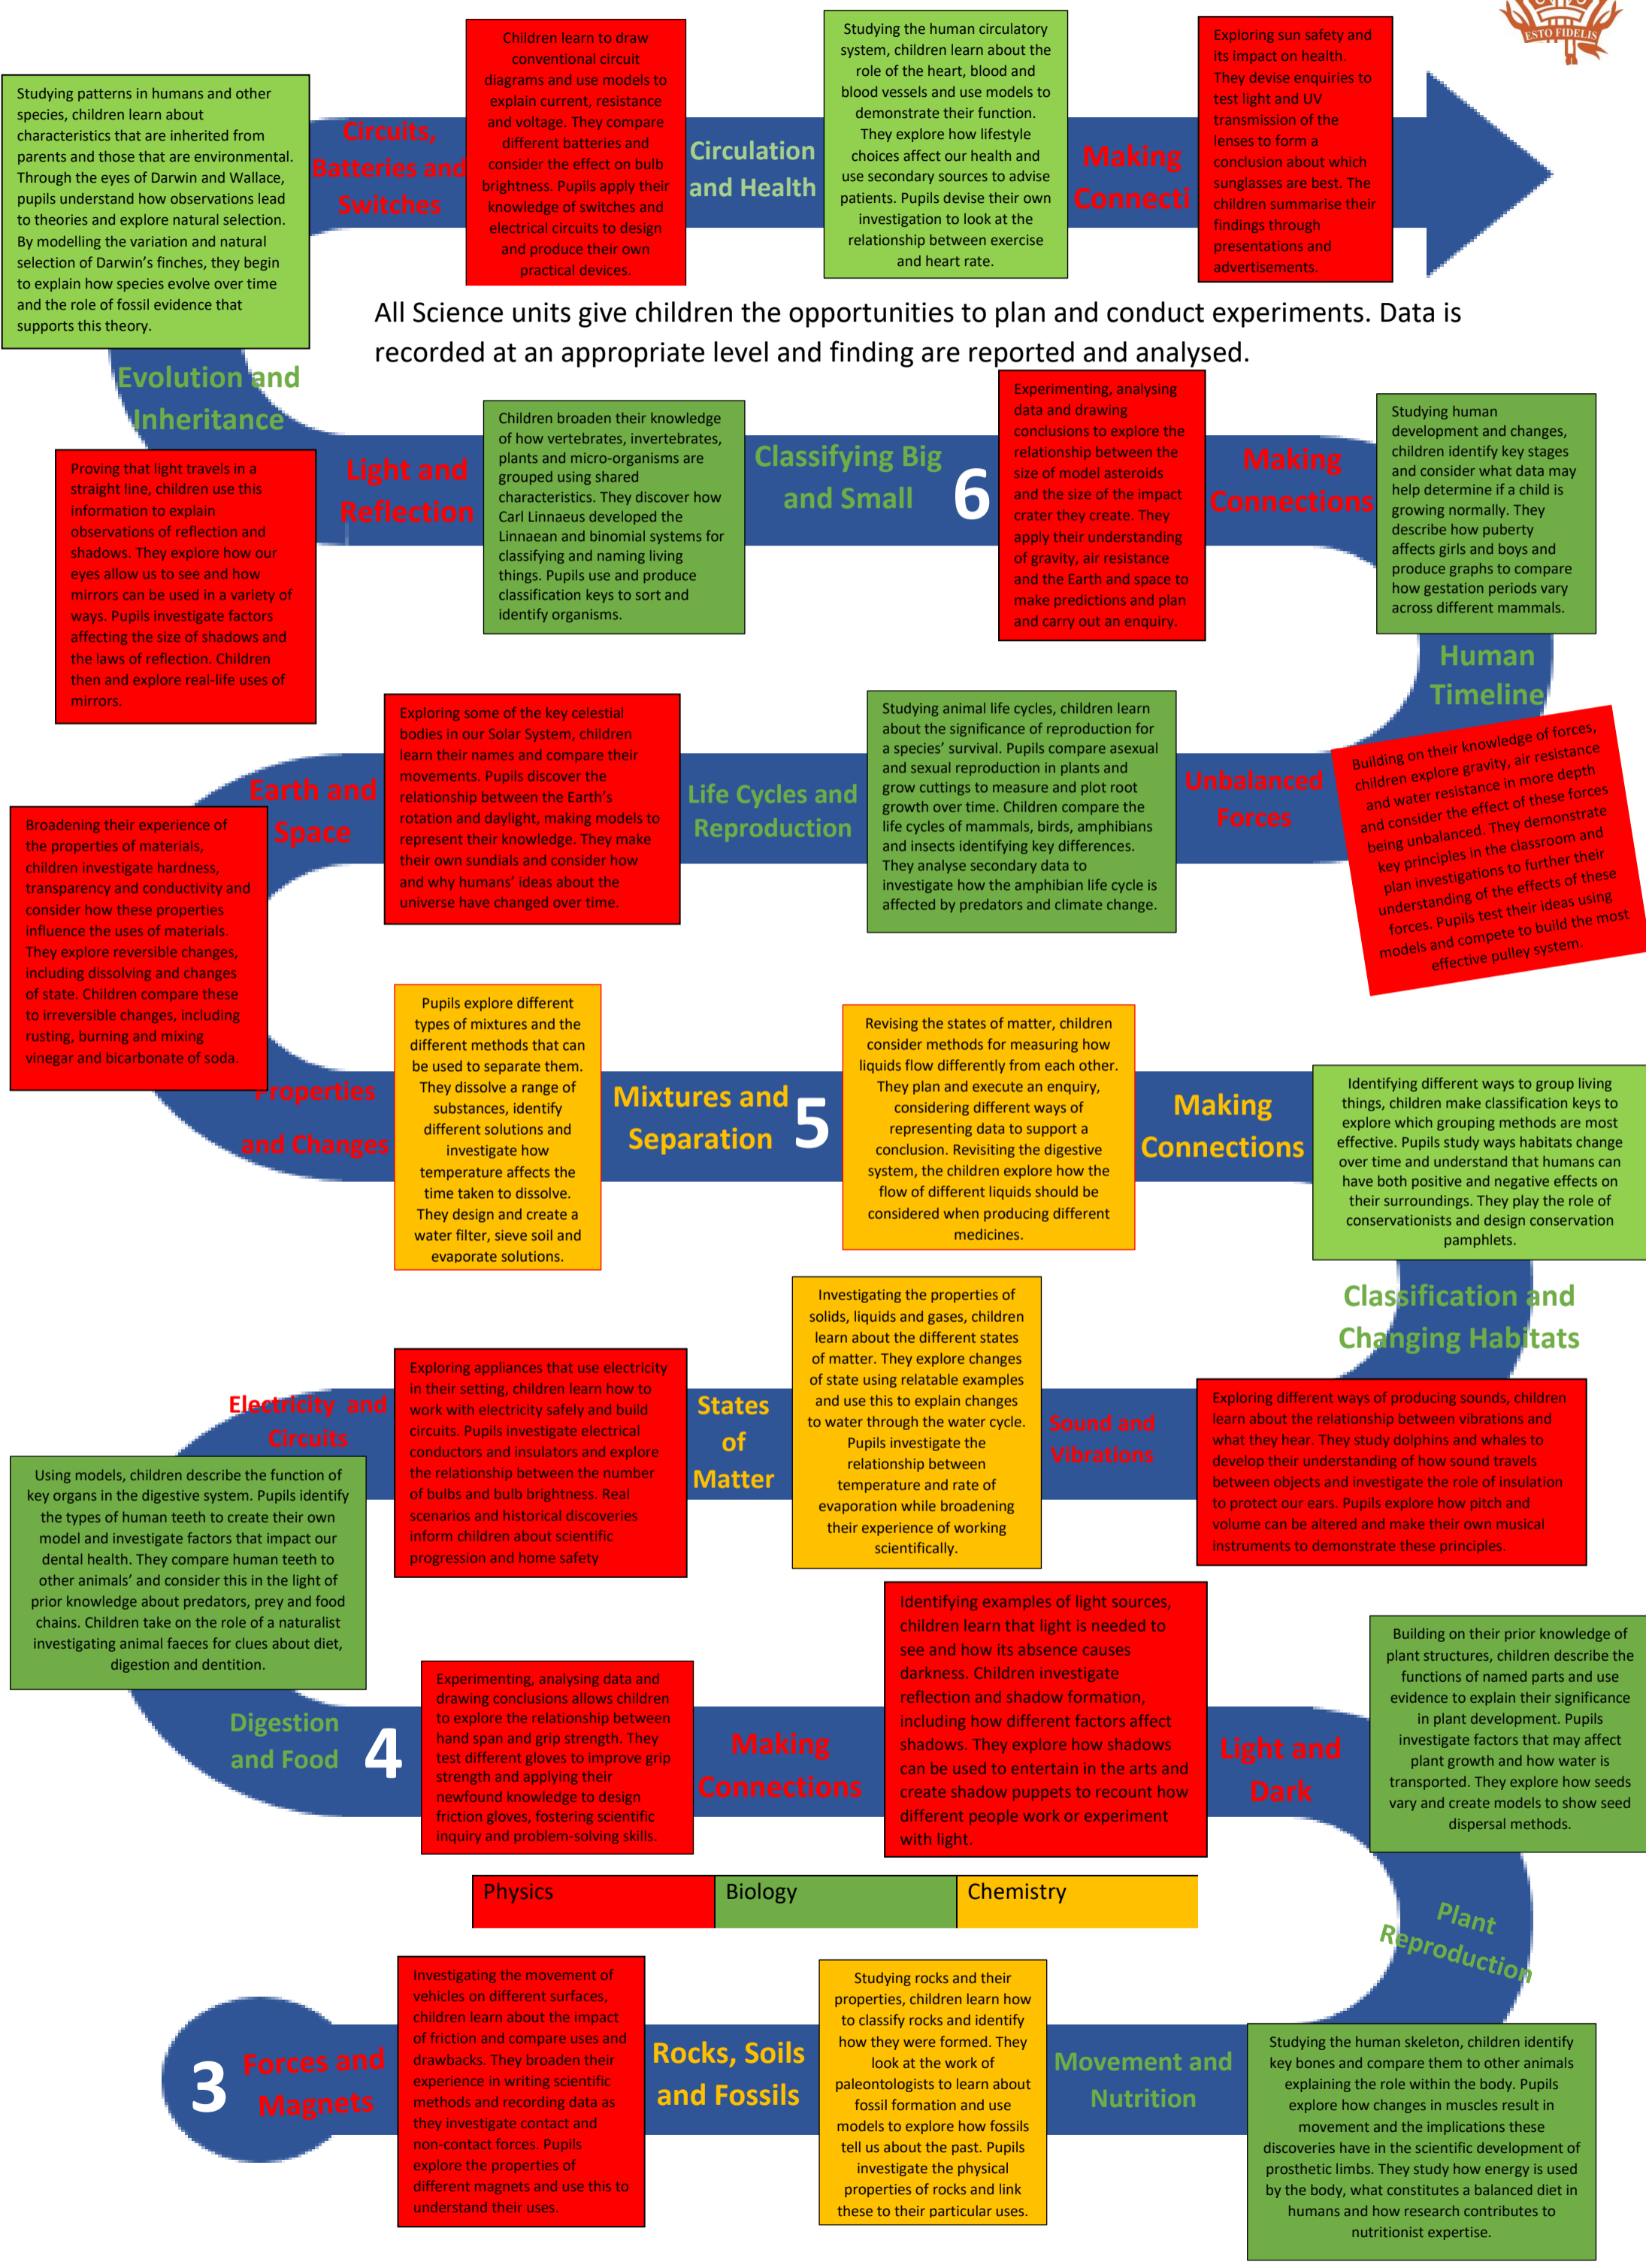 ESTO FIDELIS
Studying patterns in humans and other
species, children learn about
characteristics that are inherited from
parents and those that are environmental.
Through the eyes of Darwin and Wallace,
pupils understand how observations lead
to theories and explore natural selection.
By modelling the variation and natural
selection of Darwin's finches, they begin
to explain how species evolve over time
and the role of fossil evidence that
supports this theory.
Circuits,
Batteries and
Switches
Children learn to draw
conventional circuit
diagrams and use models to
explain current, resistance
and voltage. They compare
different batteries and
consider the effect on bulb
brightness. Pupils apply their
knowledge of switches and
electrical circuits to design
and produce their own
practical devices.
Circulation
and Health
Studying the human circulatory
system, children learn about the
role of the heart, blood and
blood vessels and use models to
demonstrate their function.
They explore how lifestyle
choices affect our health and
use secondary sources to advise
patients. Pupils devise their own
investigation to look at the
relationship between exercise
and heart rate.
Making
Connecti
Exploring sun safety and
its impact on health.
They devise enquiries to
test light and UV
transmission of the
lenses to form a
conclusion about which
sunglasses are best. The
children summarise their
findings through
presentations and
advertisements.
All Science units give children the opportunities to plan and conduct experiments. Data is
recorded at an appropriate level and finding are reported and analysed.
Evolution and
Inheritance
Proving that light travels in a
straight line, children use this
information to explain
observations of reflection and
shadows. They explore how our
eyes allow us to see and how
mirrors can be used in a variety of
ways. Pupils investigate factors
affecting the size of shadows and
the laws of reflection. Children
then and explore real-life uses of
mirrors.
Light and
Reflection
Children broaden their knowledge
of how vertebrates, invertebrates,
plants and micro-organisms are
grouped using shared
characteristics. They discover how
Carl Linnaeus developed the
Linnaean and binomial systems for
classifying and naming living
things. Pupils use and produce
classification keys to sort and
identify organisms.
Classifying Big
and Small
6
Experimenting, analysing
data and drawing
conclusions to explore the
relationship between the
size of model asteroids
and the size of the impact
crater they create. They
apply their understanding
of gravity, air resistance
and the Earth and space to
make predictions and plan
and carry out an enquiry.
Making
Connections
Studying human
development and changes,
children identify key stages
and consider what data may
help determine if a child is
growing normally. They
describe how puberty
affects girls and boys and
produce graphs to compare
how gestation periods vary
across different mammals.
Human
Timeline
Building on their knowledge of forces,
children explore gravity, air resistance
and water resistance in more depth
and consider the effect of these forces
being unbalanced. They demonstrate
key principles in the classroom and
plan investigations to further their
understanding of the effects of these
forces. Pupils test their ideas using
models and compete to build the most
effective pulley system.
Unbalanced
Forces
Studying animal life cycles, children learn
about the significance of reproduction for
a species' survival. Pupils compare asexual
and sexual reproduction in plants and
grow cuttings to measure and plot root
growth over time. Children compare the
life cycles of mammals, birds, amphibians
and insects identifying key differences.
They analyse secondary data to
investigate how the amphibian life cycle is
affected by predators and climate change.
Life Cycles and
Reproduction
Exploring some of the key celestial
bodies in our Solar System, children
learn their names and compare their
movements. Pupils discover the
relationship between the Earth's
rotation and daylight, making models to
represent their knowledge. They make
their own sundials and consider how
and why humans' ideas about the
universe have changed over time.
Earth and
Space
Broadening their experience of
the properties of materials,
children investigate hardness,
transparency and conductivity and
consider how these properties
influence the uses of materials.
They explore reversible changes,
including dissolving and changes
of state. Children compare these
to irreversible changes, including
rusting, burning and mixing
vinegar and bicarbonate of soda.
Properties
and Changes
Pupils explore different
types of mixtures and the
different methods that can
be used to separate them.
They dissolve a range of
substances, identify
different solutions and
investigate how
temperature affects the
time taken to dissolve.
They design and create a
water filter, sieve soil and
evaporate solutions.
Mixtures and
Separation
5
Revising the states of matter, children
consider methods for measuring how
liquids flow differently from each other.
They plan and execute an enquiry,
considering different ways of
representing data to support a
conclusion. Revisiting the digestive
system, the children explore how the
flow of different liquids should be
considered when producing different
medicines.
Making
Connections
Identifying different ways to group living
things, children make classification keys to
explore which grouping methods are most
effective. Pupils study ways habitats change
over time and understand that humans can
have both positive and negative effects on
their surroundings. They play the role of
conservationists and design conservation
pamphlets.
Classification and
Changing Habitats
Exploring different ways of producing sounds, children
learn about the relationship between vibrations and
what they hear. They study dolphins and whales to
develop their understanding of how sound travels
between objects and investigate the role of insulation
to protect our ears. Pupils explore how pitch and
volume can be altered and make their own musical
instruments to demonstrate these principles.
Sound and
Vibrations
Investigating the properties of
solids, liquids and gases, children
learn about the different states
of matter. They explore changes
of state using relatable examples
and use this to explain changes
to water through the water cycle.
Pupils investigate the
relationship between
temperature and rate of
evaporation while broadening
their experience of working
scientifically.
States
of
Matter
Exploring appliances that use electricity
in their setting, children learn how to
work with electricity safely and build
circuits. Pupils investigate electrical
conductors and insulators and explore
the relationship between the number
of bulbs and bulb brightness. Real
scenarios and historical discoveries
inform children about scientific
progression and home safety
Electricity and
Circuits
Using models, children describe the function of
key organs in the digestive system. Pupils identify
the types of human teeth to create their own
model and investigate factors that impact our
dental health. They compare human teeth to
other animals' and consider this in the light of
prior knowledge about predators, prey and food
chains. Children take on the role of a naturalist
investigating animal faeces for clues about diet,
digestion and dentition.
Digestion
and Food
4
Experimenting, analysing data and
drawing conclusions allows children
to explore the relationship between
hand span and grip strength. They
test different gloves to improve grip
strength and applying their
newfound knowledge to design
friction gloves, fostering scientific
inquiry and problem-solving skills.
Making
Connections
Identifying examples of light sources,
children learn that light is needed to
see and how its absence causes
darkness. Children investigate
reflection and shadow formation,
including how different factors affect
shadows. They explore how shadows
can be used to entertain in the arts and
create shadow puppets to recount how
different people work or experiment
with light.
Light and
Dark
Building on their prior knowledge of
plant structures, children describe the
functions of named parts and use
evidence to explain their significance
in plant development. Pupils
investigate factors that may affect
plant growth and how water is
transported. They explore how seeds
vary and create models to show seed
dispersal methods.
Physics
Biology
Chemistry
Plant
Reproduction
3
Forces and
Magnets
Investigating the movement of
vehicles on different surfaces,
children learn about the impact
of friction and compare uses and
drawbacks. They broaden their
experience in writing scientific
methods and recording data as
they investigate contact and
non-contact forces. Pupils
explore the properties of
different magnets and use this to
understand their uses.
Rocks, Soils
and Fossils
Studying rocks and their
properties, children learn how
to classify rocks and identify
how they were formed. They
look at the work of
paleontologists to learn about
fossil formation and use
models to explore how fossils
tell us about the past. Pupils
investigate the physical
properties of rocks and link
these to their particular uses.
Movement and
Nutrition
Studying the human skeleton, children identify
key bones and compare them to other animals
explaining the role within the body. Pupils
explore how changes in muscles result in
movement and the implications these
discoveries have in the scientific development of
prosthetic limbs. They study how energy is used
by the body, what constitutes a balanced diet in
humans and how research contributes to
nutritionist expertise.